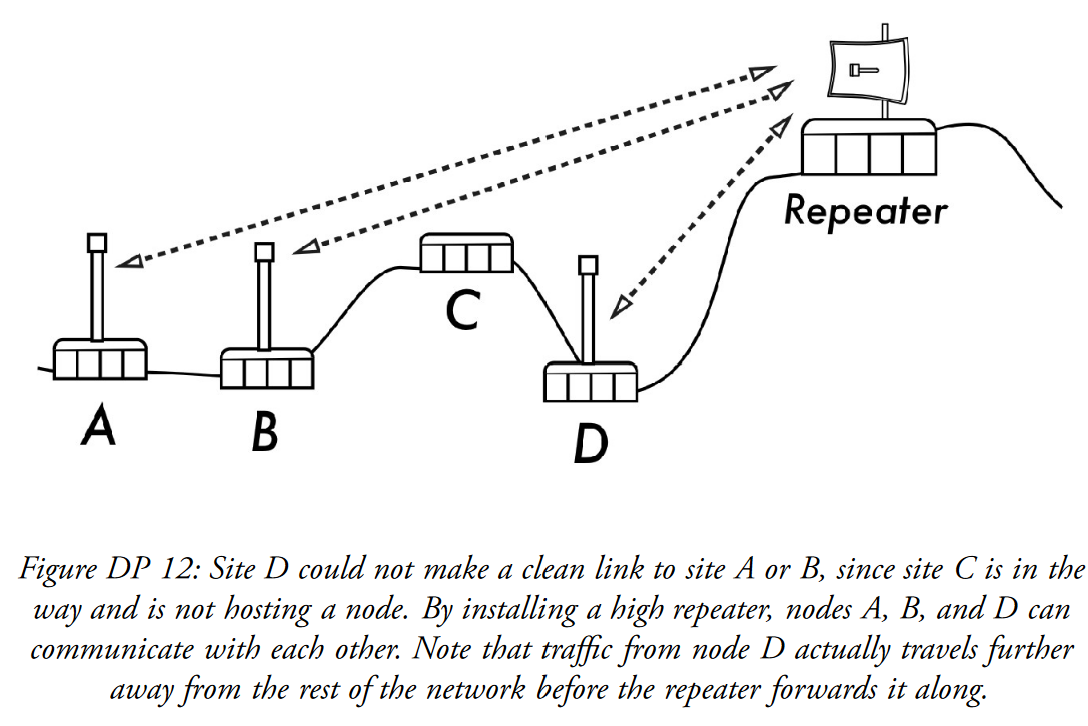 Repeater
C
A
B
D
Figure DP 12: Site D could not make a clean link to site A or B, since site C is in the
way and is not hosting a node. By installing a high repeater, nodes A, B, and D can
communicate with each other. Note that traffic from node D actually travels further
away from the rest of the network before the repeater forwards it along.